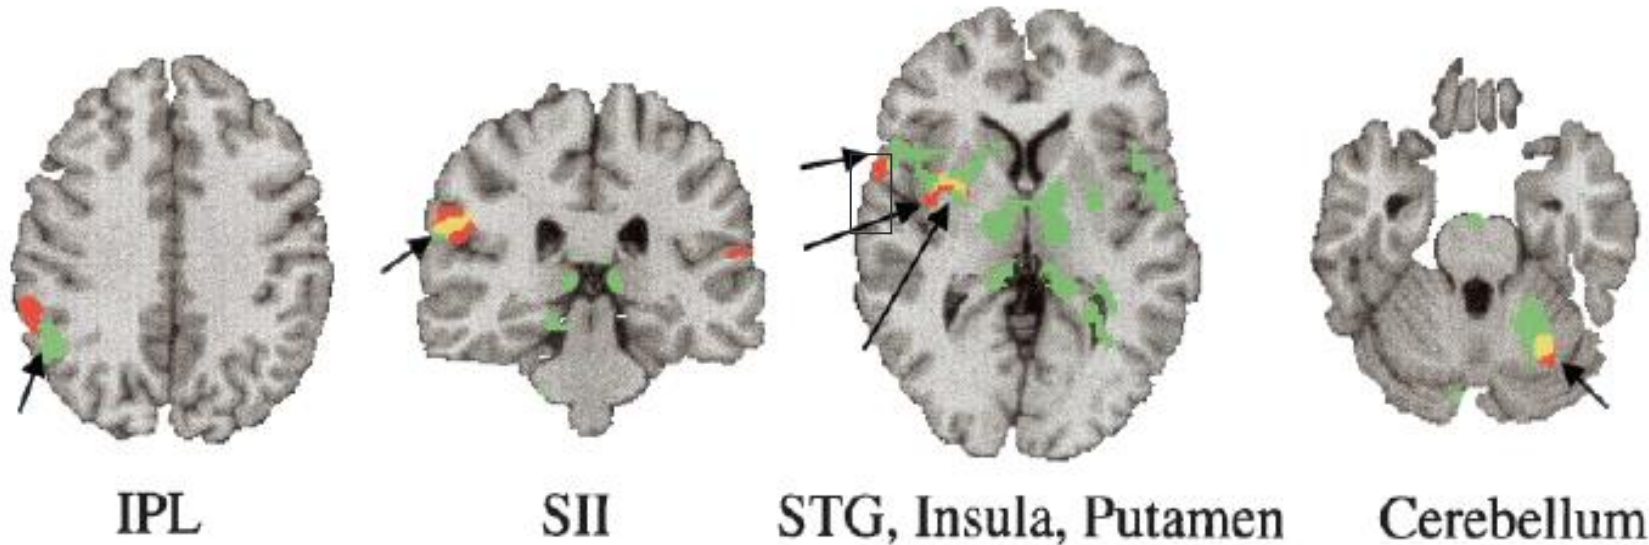 IPL
SII
STG, Insula, Putamen
Cerebellum